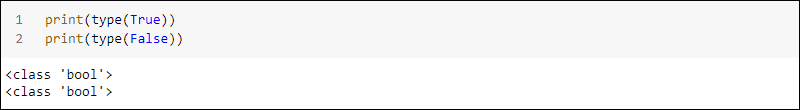 1 print(type(True))
2 print(type(False))
<class 'bool'>
<class 'bool'>